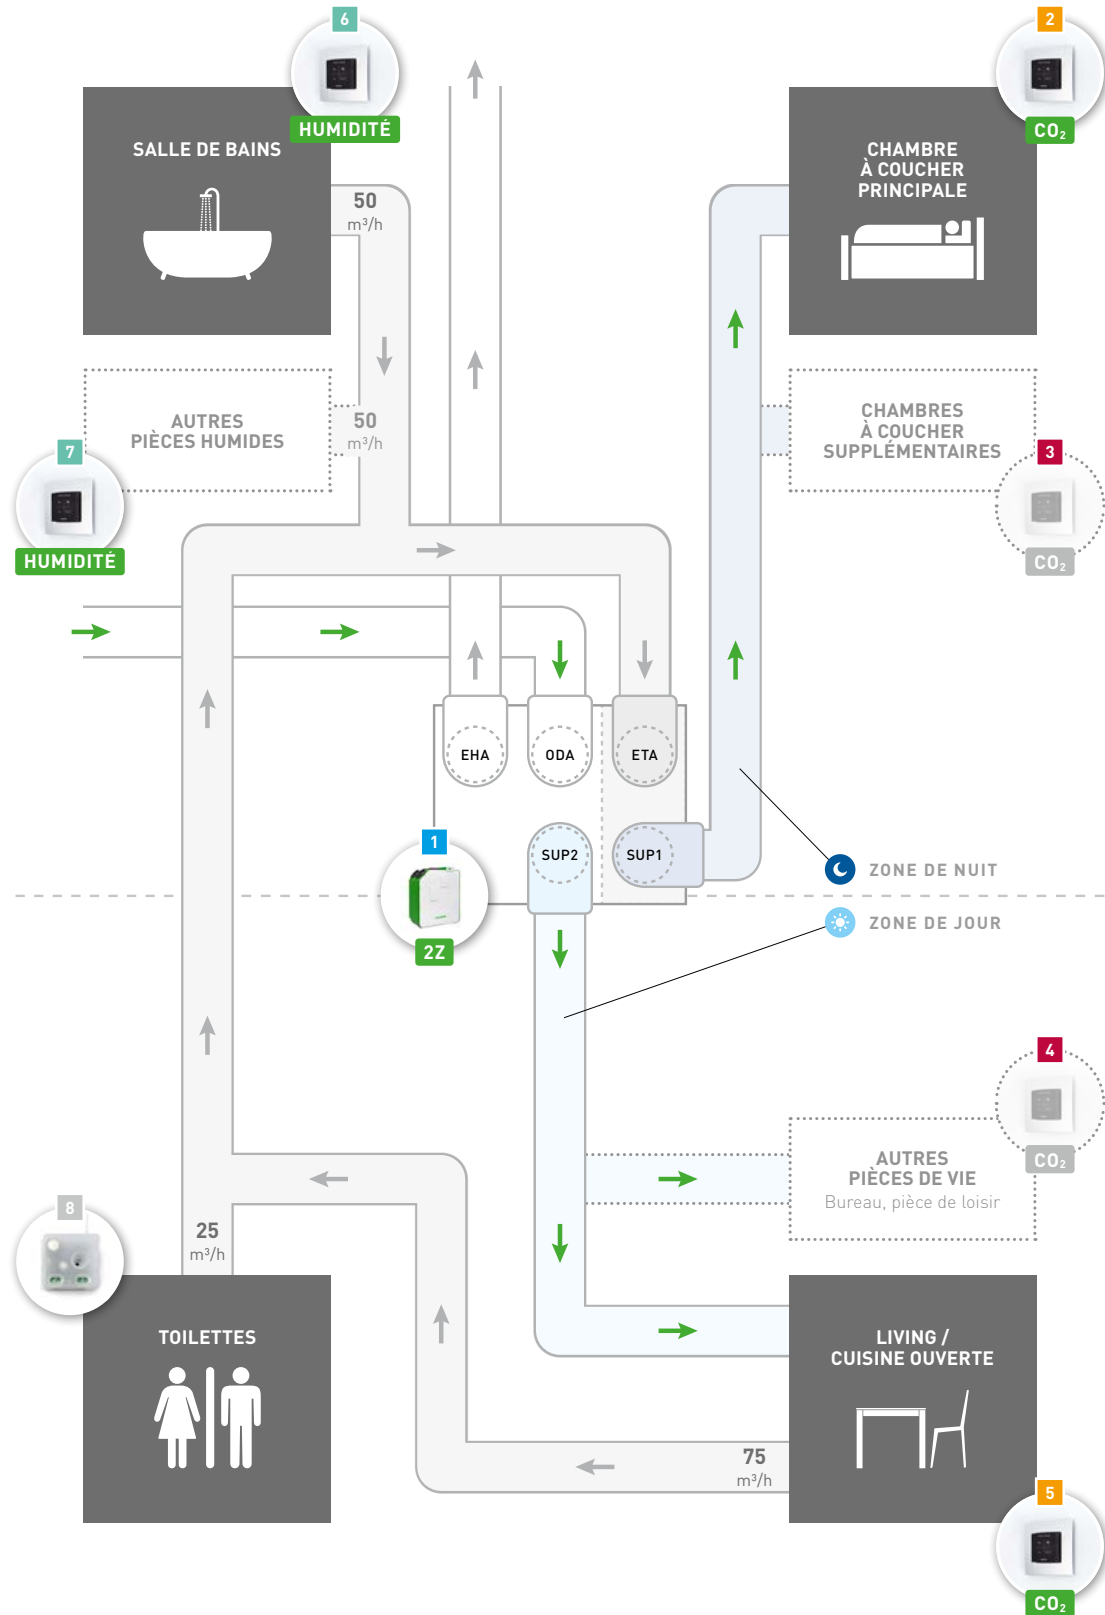 6
HUMIDITÉ
SALLE DE BAINS
50
m³/h
2
CO₂
CHAMBRE
À COUCHER
PRINCIPALE
AUTRES
PIÈCES HUMIDES
50
m³/h
7
HUMIDITÉ
CHAMBRES
À COUCHER
SUPPLÉMENTAIRES
3
CO₂
EHA
ODA
ETA
SUP2
SUP1
1
2Z
ZONE DE NUIT
ZONE DE JOUR
4
CO₂
AUTRES
PIÈCES DE VIE
Bureau, pièce de loisir
8
25
m³/h
TOILETTES
LIVING /
CUISINE OUVERTE
75
m³/h
5
CO₂